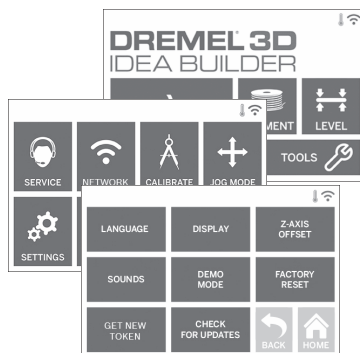 DREMEL 3D
IDEA BUILDER
MENT
LEVEL
TOOLS
SERVICE
NETWORK
CALIBRATE
JOG MODE
SETTINGS
LANGUAGE
DISPLAY
Z-AXIS
OFFSET
SOUNDS
DEMO
MODE
FACTORY
RESET
GET NEW
TOKEN
CHECK
FOR UPDATES
BACK
HOME